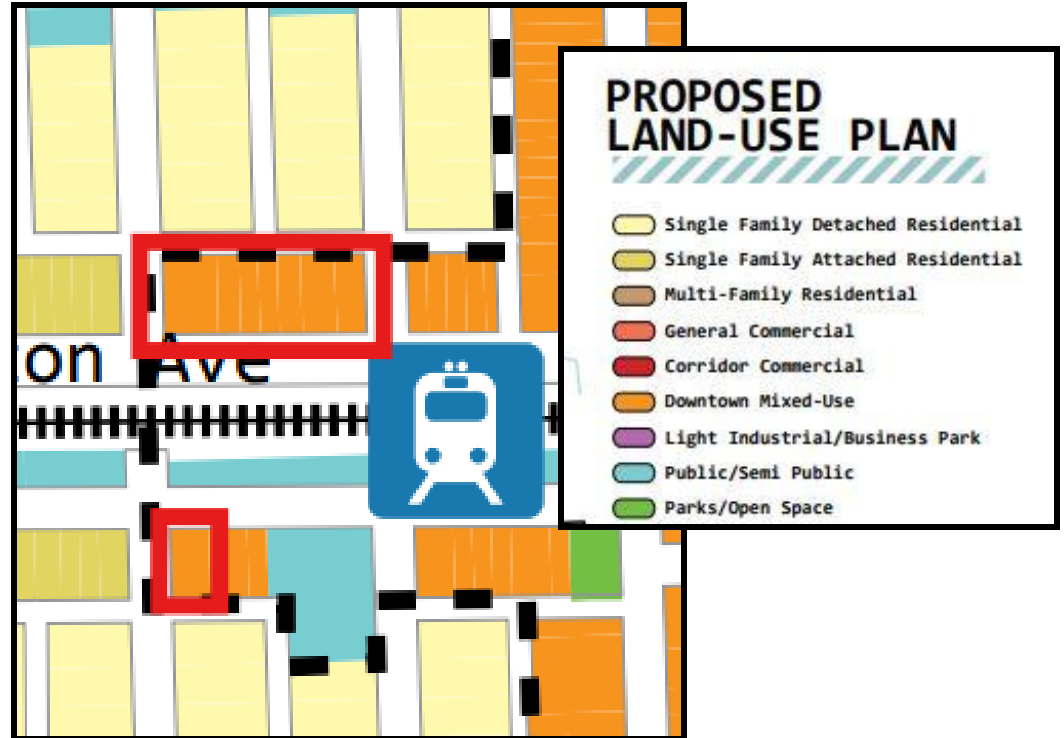 on Ave
PROPOSED
LAND-USE PLAN
Single Family Detached Residential
Single Family Attached Residential
Multi-Family Residential
General Commercial
Corridor Commercial
Downtown Mixed-Use
Light Industrial/Business Park
Public/Semi Public
Parks/Open Space